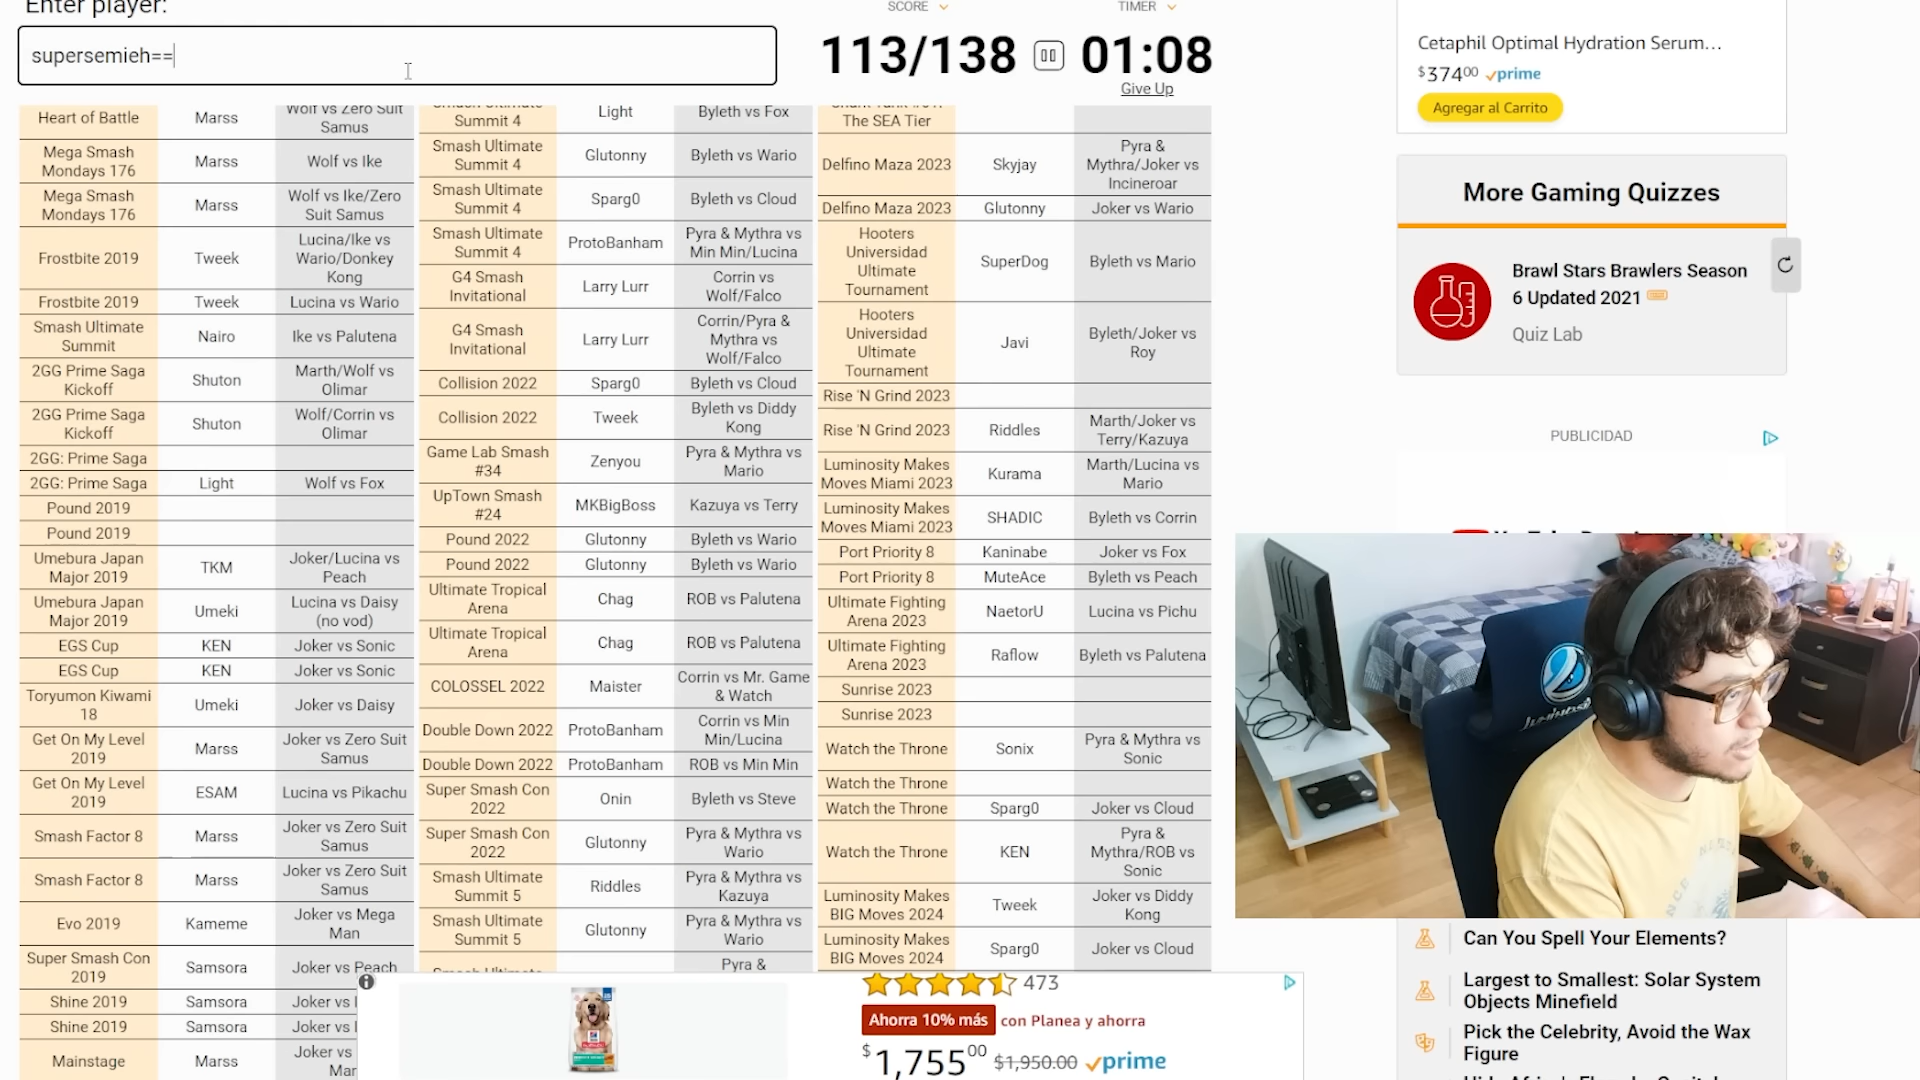 Enter player:
supersemieh==
SCORE
113/138
TIMER
01:08
Give Up
Heart of Battle Marss Wolf vs Zero Suit
Samus
Mega Smash
Mondays 176 Marss Wolf vs Ike
Mega Smash
Mondays 176 Marss Wolf vs Ike/Zero
Suit Samus
Frostbite 2019 Tweek Lucina/Ike vs
Wario/Donkey
Kong
Frostbite 2019 Tweek Lucina vs Wario
Smash Ultimate
Summit Nairo Ike vs Palutena
2GG Prime Saga
Kickoff Shuton Marth/Wolf vs
Olimar
2GG Prime Saga
Kickoff Shuton Wolf/Corrin vs
Olimar
2GG: Prime Saga
2GG: Prime Saga Light Wolf vs Fox
Pound 2019
Pound 2019
Umebura Japan
Major 2019 TKM Joker/Lucina vs
Peach
Umebura Japan
Major 2019 Umeki Lucina vs Daisy
(no vod)
EGS Cup KEN Joker vs Sonic
EGS Cup KEN Joker vs Sonic
Toryumon Kiwami
18 Umeki Joker vs Daisy
Get On My Level
2019 Marss Joker vs Zero Suit
Samus
Get On My Level
2019 ESAM Lucina vs Pikachu
Smash Factor 8 Marss Joker vs Zero Suit
Samus
Smash Factor 8 Marss Joker vs Zero Suit
Samus
Evo 2019 Kameme Joker vs Mega
Man
Super Smash Con
2019 Samsora Joker vs Peach
Shine 2019 Samsora Joker vs
Shine 2019 Samsora Joker vs
Mainstage Marss Joker vs
Mar
Smash Ultimate
Summit 4 Light Byleth vs Fox
Smash Ultimate
Summit 4 Glutonny Byleth vs Wario
Smash Ultimate
Summit 4 Sparg0 Byleth vs Cloud
Smash Ultimate
Summit 4 ProtoBanham Pyra & Mythra vs
Min Min/Lucina
G4 Smash
Invitational Larry Lurr Corrin vs
Wolf/Falco
G4 Smash
Invitational Larry Lurr Corrin/Pyra &
Mythra vs
Wolf/Falco
Collision 2022 Sparg0 Byleth vs Cloud
Collision 2022 Tweek Byleth vs Diddy
Kong
Game Lab Smash
#34 Zenyou Pyra & Mythra vs
Mario
UpTown Smash
#24 MKBigBoss Kazuya vs Terry
Pound 2022 Glutonny Byleth vs Wario
Pound 2022 Glutonny Byleth vs Wario
Ultimate Tropical
Arena Chag ROB vs Palutena
Ultimate Tropical
Arena Chag ROB vs Palutena
COLOSSEL 2022 Maister Corrin vs Mr. Game
& Watch
Double Down 2022 ProtoBanham Corrin vs Min
Min/Lucina
Double Down 2022 ProtoBanham ROB vs Min Min
Super Smash Con
2022 Onin Byleth vs Steve
Super Smash Con
2022 Glutonny Pyra & Mythra vs
Wario
Smash Ultimate
Summit 5 Riddles Pyra & Mythra vs
Kazuya
Smash Ultimate
Summit 5 Glutonny Pyra & Mythra vs
Wario
Smash Ultimate Pyra &
The SEA Tier
Delfino Maza 2023 Skyjay Pyra &
Mythra/Joker vs
Incineroar
Delfino Maza 2023 Glutonny Joker vs Wario
Hooters
Universidad
Ultimate
Tournament SuperDog Byleth vs Mario
Hooters
Universidad
Ultimate
Tournament Javi Byleth/Joker vs
Roy
Rise 'N Grind 2023
Rise 'N Grind 2023 Riddles Marth/Joker vs
Terry/Kazuya
Luminosity Makes
Moves Miami 2023 Kurama Marth/Lucina vs
Mario
Luminosity Makes
Moves Miami 2023 SHADIC Byleth vs Corrin
Port Priority 8 Kaninabe Joker vs Fox
Port Priority 8 MuteAce Byleth vs Peach
Ultimate Fighting
Arena 2023 NaetorU Lucina vs Pichu
Ultimate Fighting
Arena 2023 Raflow Byleth vs Palutena
Sunrise 2023
Sunrise 2023
Watch the Throne Sonix Pyra & Mythra vs
Sonic
Watch the Throne
Watch the Throne Sparg0 Joker vs Cloud
Watch the Throne KEN Pyra &
Mythra/ROB vs
Sonic
Luminosity Makes
BIG Moves 2024 Tweek Joker vs Diddy
Kong
Luminosity Makes
BIG Moves 2024 Sparg0 Joker vs Cloud
473
Ahorra 10% más con Planea y ahorra
$1,75500 $1,950.00 prime
Cetaphil Optimal Hydration Serum...
$37400 prime
Agregar al Carrito
More Gaming Quizzes
Brawl Stars Brawlers Season
6 Updated 2021
Quiz Lab
PUBLICIDAD
Can You Spell Your Elements?
Largest to Smallest: Solar System
Objects Minefield
Pick the Celebrity, Avoid the Wax
Figure